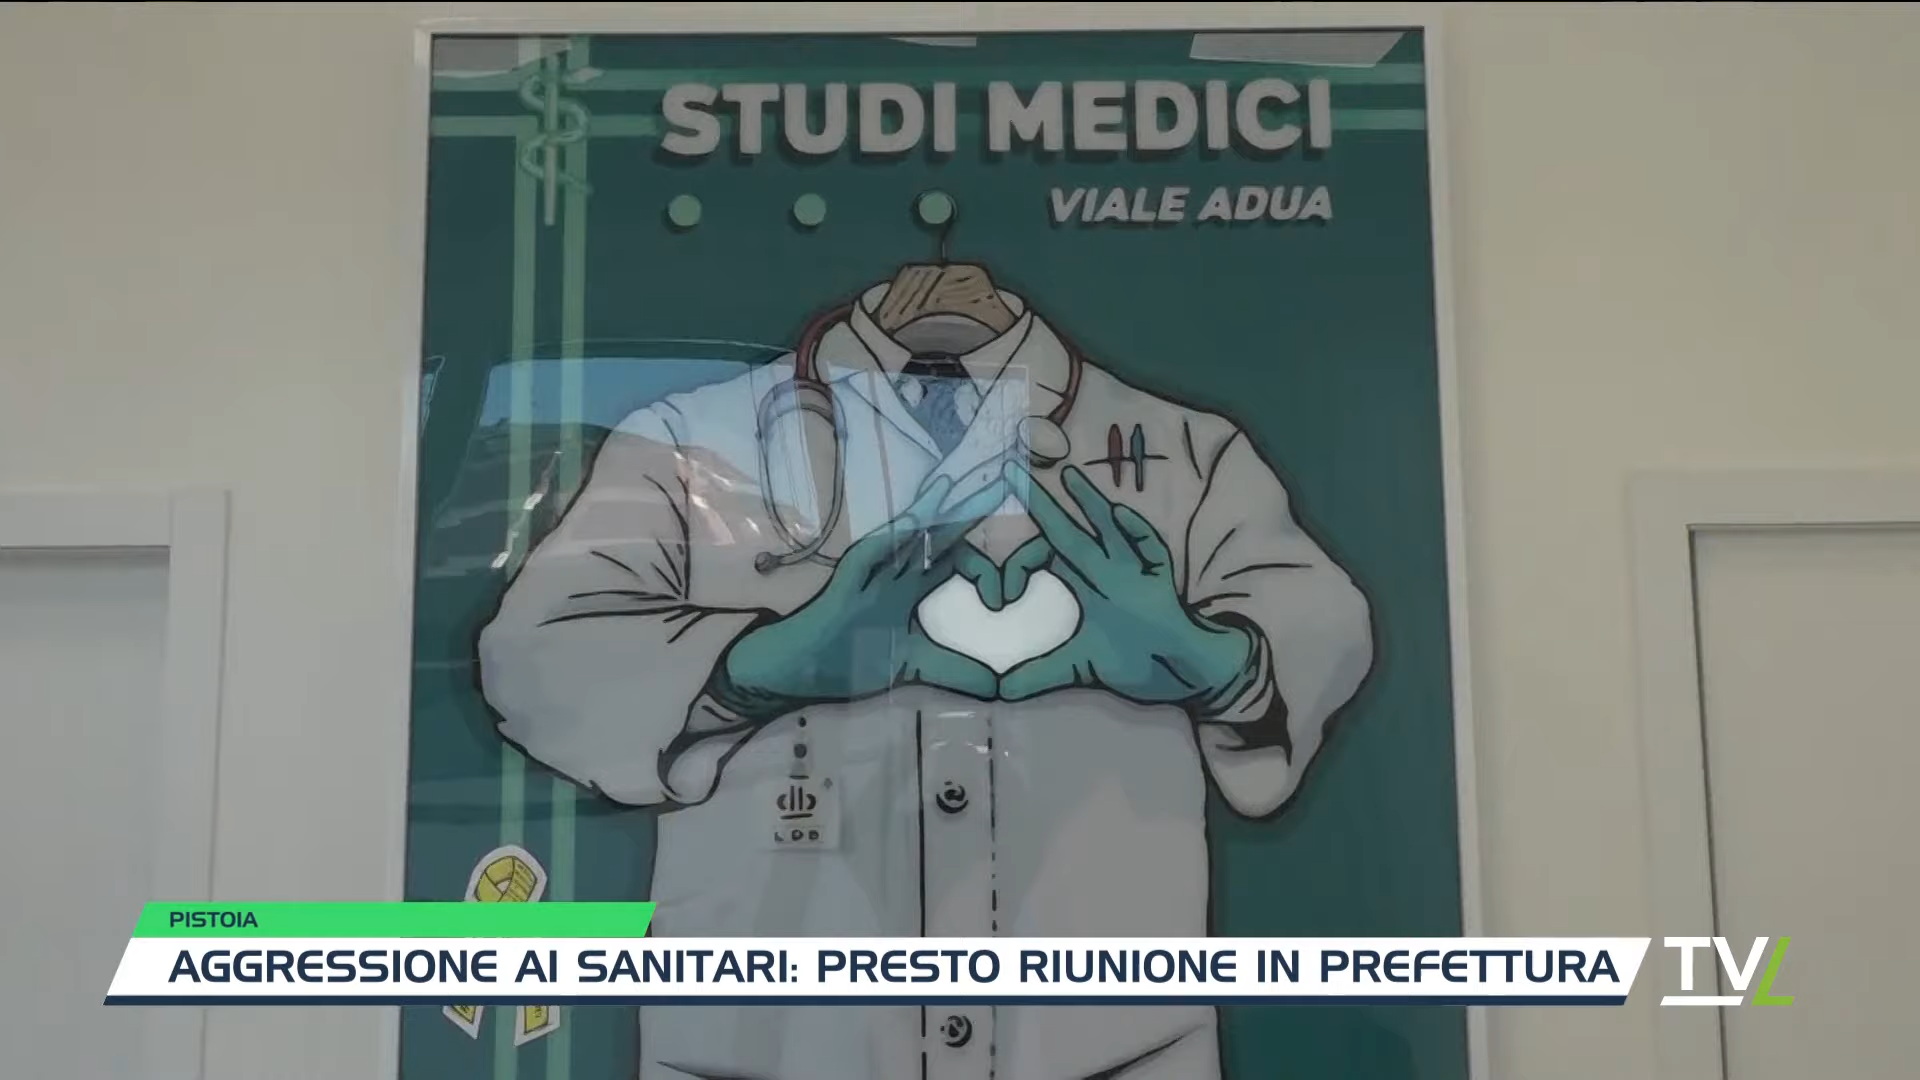 STUDI MEDICI
VIALE ADUA
PISTOIA
AGGRESSIONE AI SANITARI: PRESTO RIUNIONE IN PREFETTURA
TVL